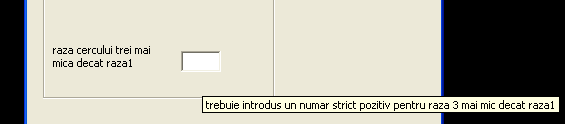 raza cercului trei mai
mica decat raza1
trebuie introdus un numar strict pozitiv pentru raza 3 mai mic decat raza1